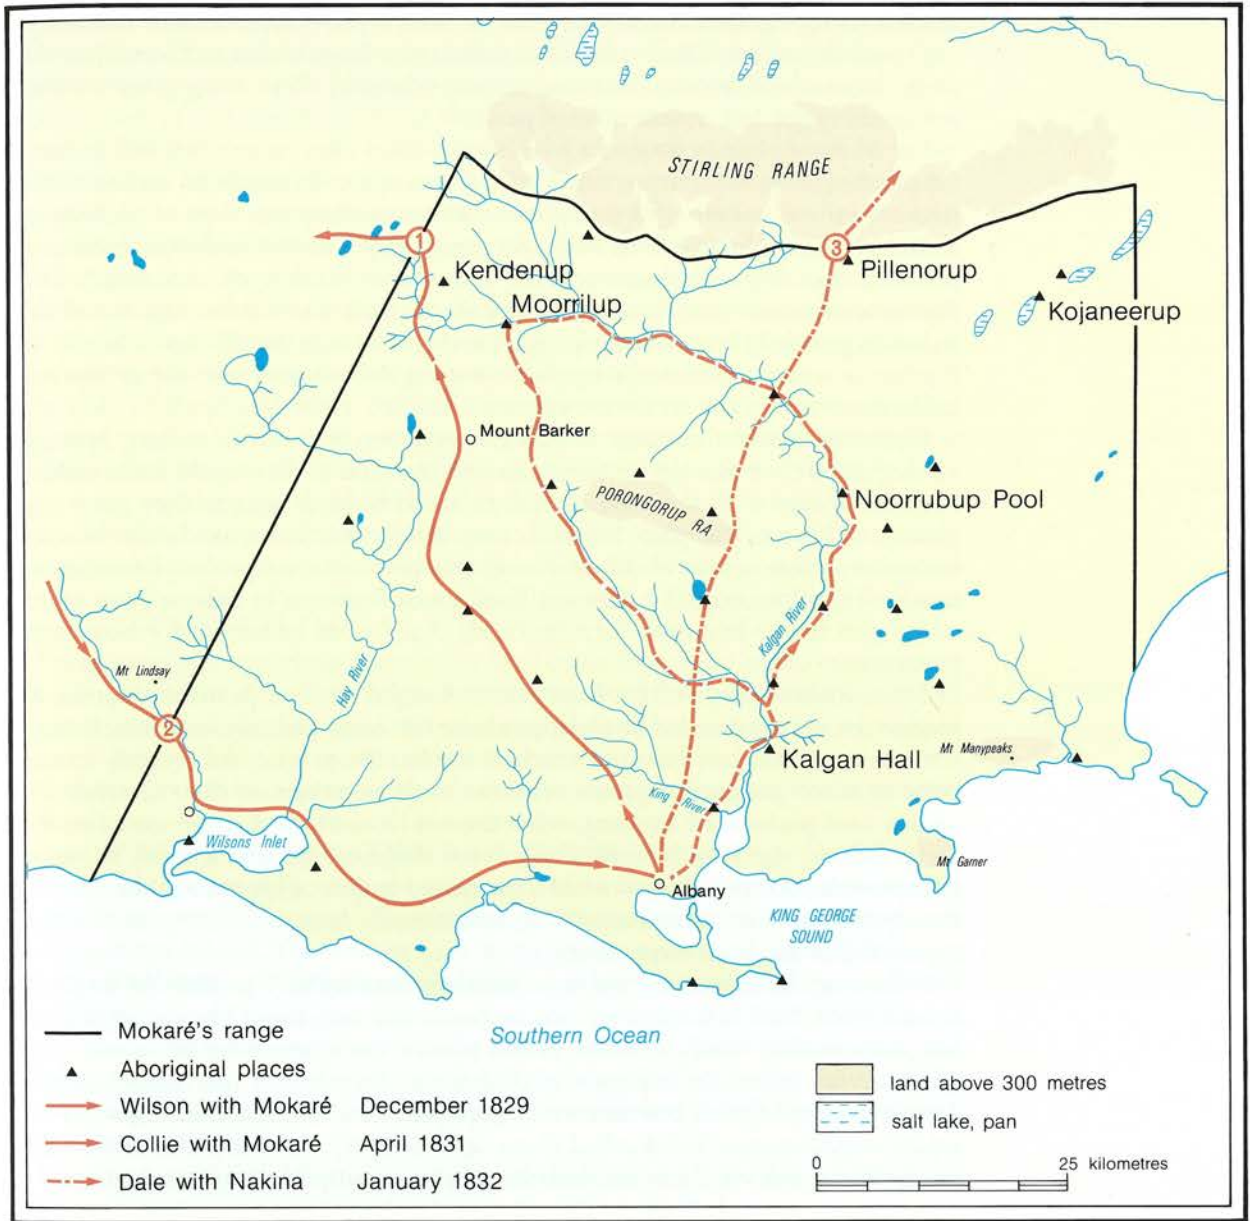 STIRLING RANGE
1
3
Kendenup
Pillenorup
Moorrilup
Kojaneerup
Mount Barker
PORONGORUP RA
Noorrubup Pool
Kalgan River
Hay River
Mt Lindsay
2
Kalgan Hall
Mt Manypeaks
King River
Wilsons Inlet
Mt Garner
Albany
KING GEORGE
SOUND
Southern Ocean
Mokaré's range
Aboriginal places
Wilson with Mokaré December 1829
Collie with Mokaré April 1831
Dale with Nakina January 1832
land above 300 metres
salt lake, pan
0 25 kilometres